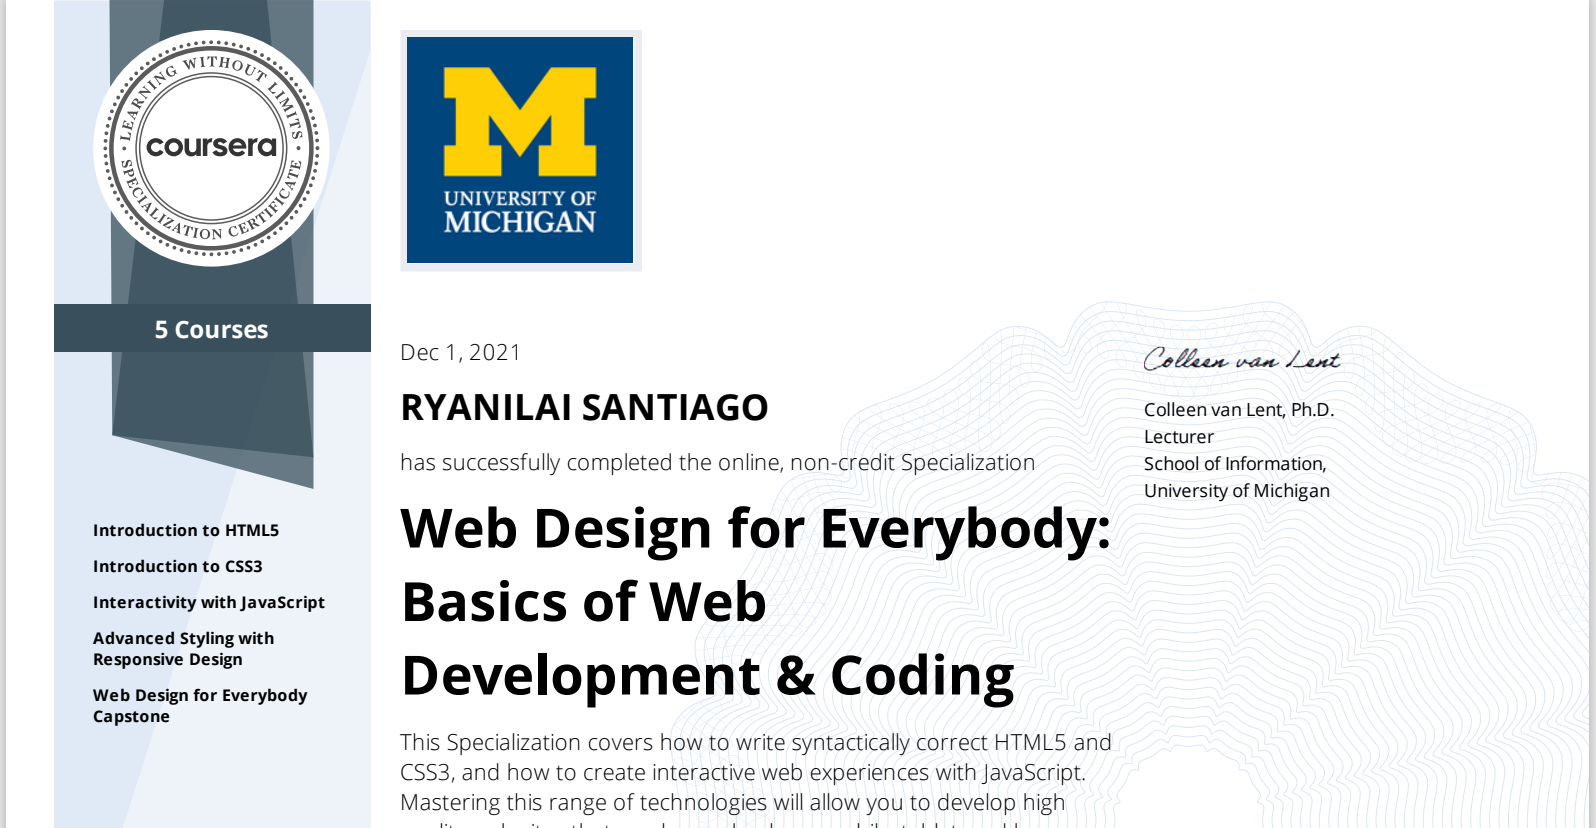 LEARNING WITHOUT LIMITS
coursera
SPECIALIZATION CERTIFICATE
5 Courses
Introduction to HTML5
Introduction to CSS3
Interactivity with JavaScript
Advanced Styling with
Responsive Design
Web Design for Everybody
Capstone
M
UNIVERSITY OF
MICHIGAN
Dec 1, 2021
RYANILAI SANTIAGO
has successfully completed the online, non-credit Specialization
Web Design for Everybody:
Basics of Web
Development & Coding
This Specialization covers how to write syntactically correct HTML5 and
CSS3, and how to create interactive web experiences with JavaScript.
Mastering this range of technologies will allow you to develop high
Colleen van Lent
Colleen van Lent, Ph.D.
Lecturer
School of Information,
University of Michigan